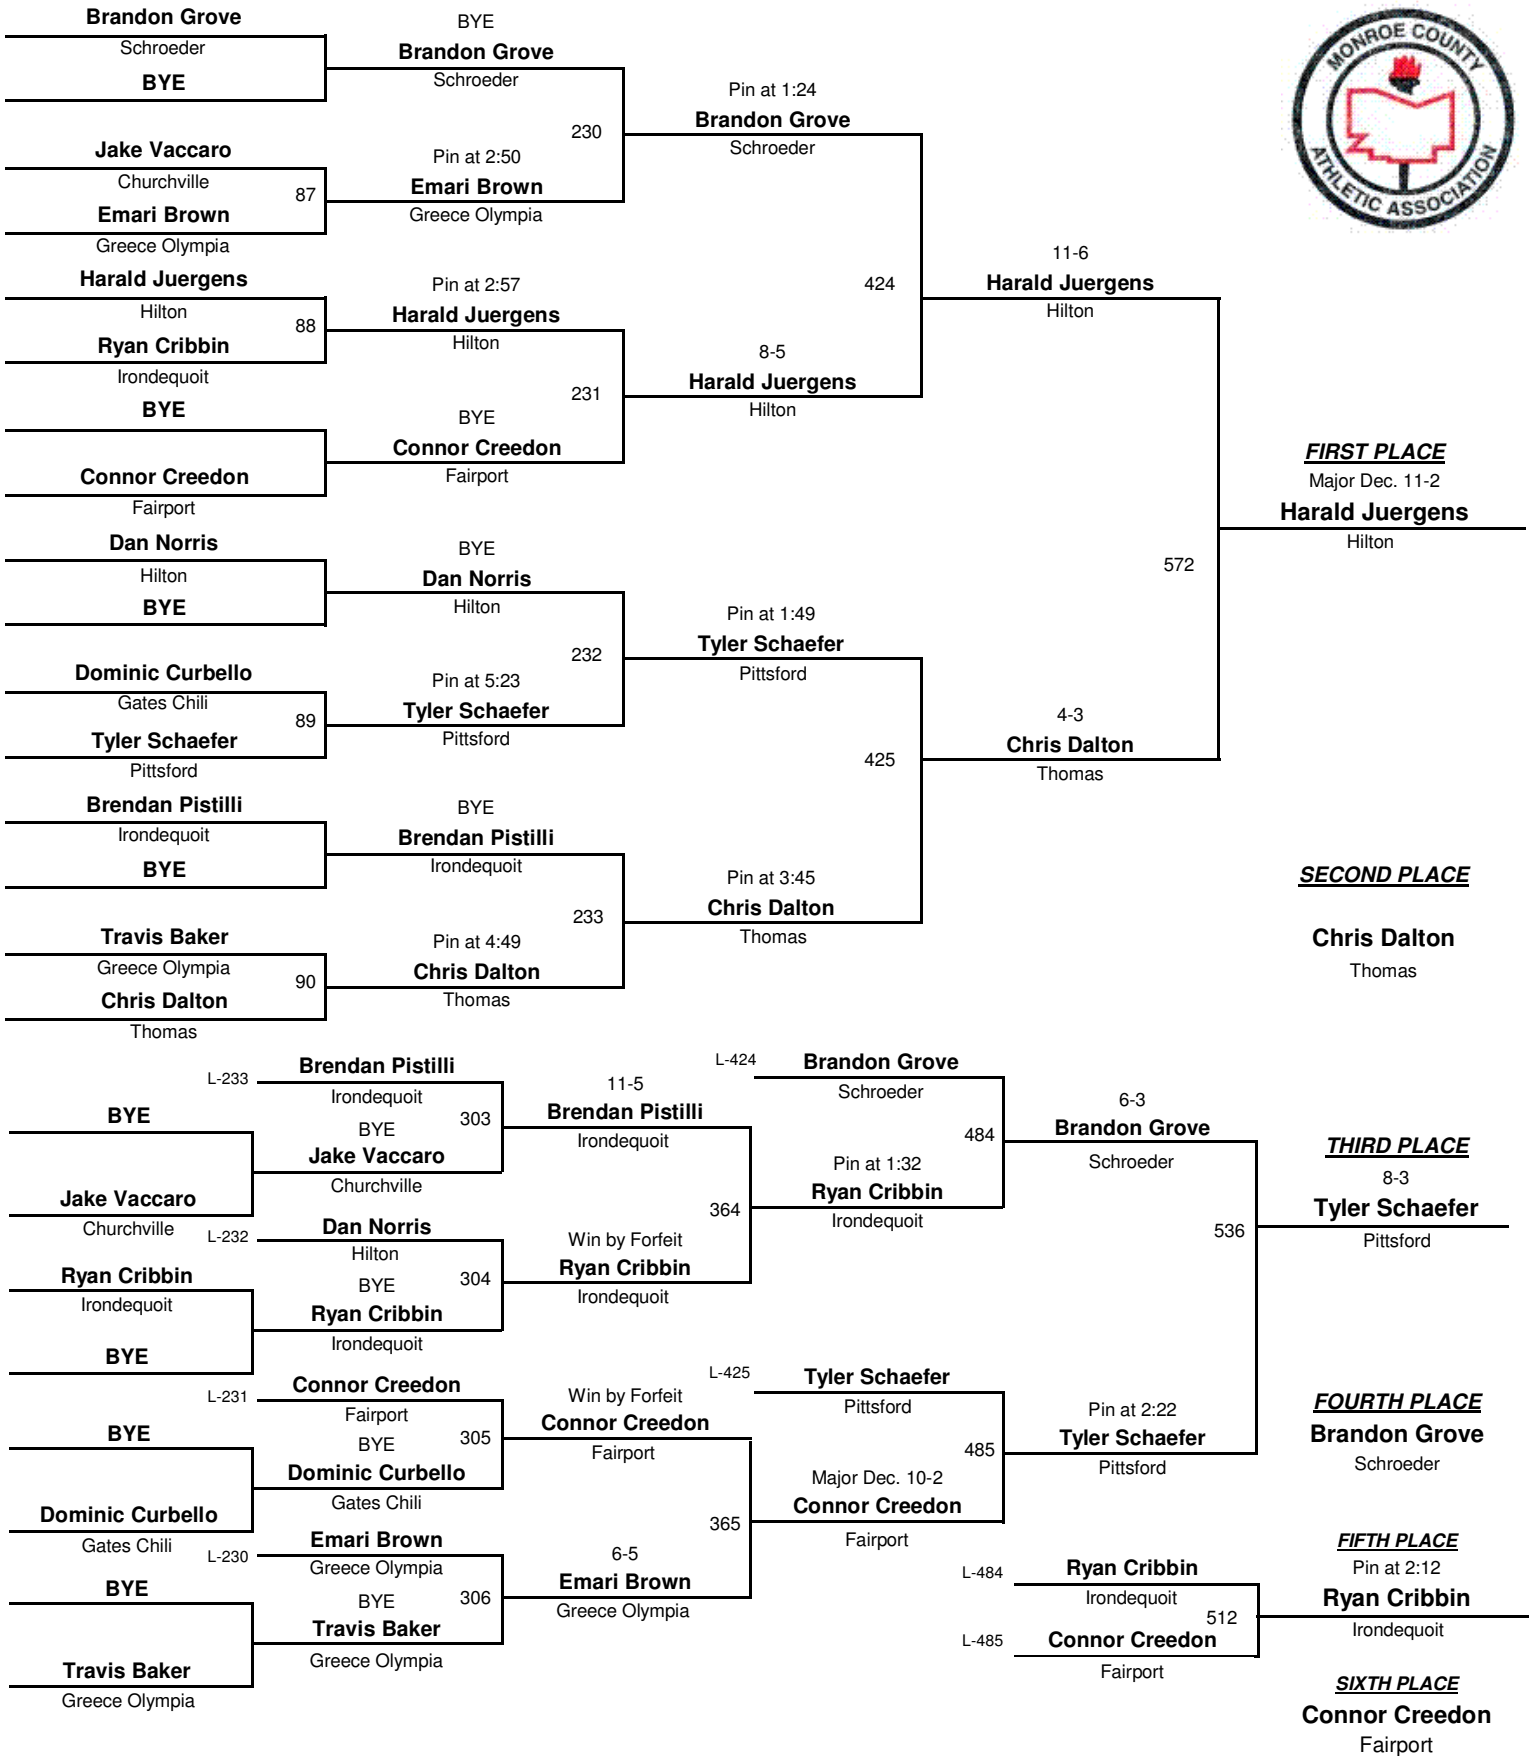 Brandon Grove
Schroeder
BYE
Jake Vaccaro
Churchville
87
Emari Brown
Greece Olympia
Harald Juergens
Hilton
88
Ryan Cribbin
Irondequoit
BYE
Connor Creedon
Fairport
Dan Norris
Hilton
BYE
Dominic Curbello
Gates Chili
89
Tyler Schaefer
Pittsford
Brendan Pistilli
Irondequoit
BYE
Travis Baker
Greece Olympia
90
Chris Dalton
Thomas
BYE
Brandon Grove
Schroeder
230
Pin at 2:50
Emari Brown
Greece Olympia
Pin at 2:57
Harald Juergens
Hilton
231
BYE
Connor Creedon
Fairport
BYE
Dan Norris
Hilton
232
Pin at 5:23
Tyler Schaefer
Pittsford
BYE
Brendan Pistilli
Irondequoit
233
Pin at 4:49
Chris Dalton
Thomas
Pin at 1:24
Brandon Grove
Schroeder
424
8-5
Harald Juergens
Hilton
Pin at 1:49
Tyler Schaefer
Pittsford
425
Pin at 3:45
Chris Dalton
Thomas
11-6
Harald Juergens
Hilton
572
4-3
Chris Dalton
Thomas
MONROE COUNTY
ATHLETIC ASSOCIATION
FIRST PLACE
Major Dec. 11-2
Harald Juergens
Hilton
SECOND PLACE
Chris Dalton
Thomas
BYE
Jake Vaccaro
Churchville
Ryan Cribbin
Irondequoit
BYE
BYE
Dominic Curbello
Gates Chili
BYE
Travis Baker
Greece Olympia
L-233
Brendan Pistilli
Irondequoit
303
BYE
Jake Vaccaro
Churchville
L-232
Dan Norris
Hilton
304
BYE
Ryan Cribbin
Irondequoit
L-231
Connor Creedon
Fairport
305
BYE
Dominic Curbello
Gates Chili
L-230
Emari Brown
Greece Olympia
306
BYE
Travis Baker
Greece Olympia
11-5
Brendan Pistilli
Irondequoit
364
Win by Forfeit
Ryan Cribbin
Irondequoit
Win by Forfeit
Connor Creedon
Fairport
365
6-5
Emari Brown
Greece Olympia
L-424
Brandon Grove
Schroeder
484
Pin at 1:32
Ryan Cribbin
Irondequoit
L-425
Tyler Schaefer
Pittsford
485
Major Dec. 10-2
Connor Creedon
Fairport
6-3
Brandon Grove
Schroeder
536
Pin at 2:22
Tyler Schaefer
Pittsford
L-484
Ryan Cribbin
Irondequoit
512
L-485
Connor Creedon
Fairport
THIRD PLACE
8-3
Tyler Schaefer
Pittsford
FOURTH PLACE
Brandon Grove
Schroeder
FIFTH PLACE
Pin at 2:12
Ryan Cribbin
Irondequoit
SIXTH PLACE
Connor Creedon
Fairport